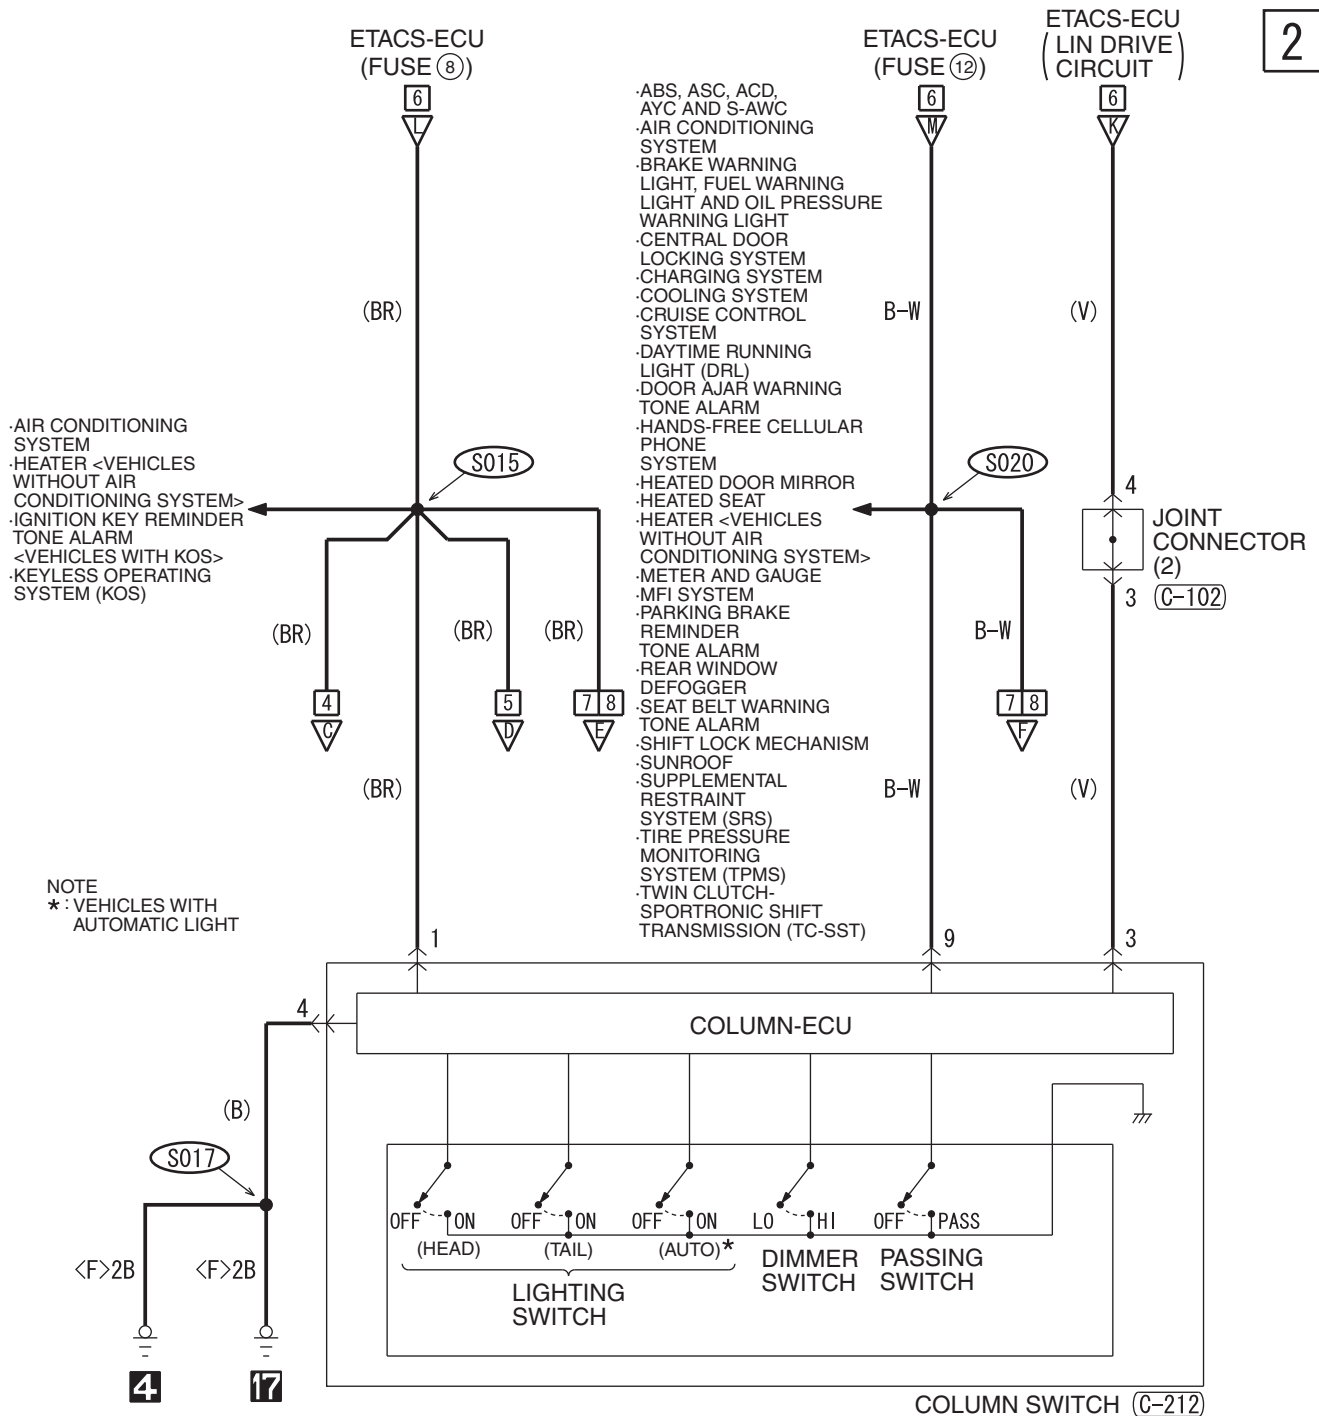 2
ETACS-ECU
(FUSE ⑧)
6
L
ETACS-ECU
(FUSE ⑫)
6
M
ETACS-ECU
(LIN DRIVE
CIRCUIT)
6
K
·ABS, ASC, ACD,
AYC AND S-AWC
·AIR CONDITIONING
SYSTEM
·BRAKE WARNING
LIGHT, FUEL WARNING
LIGHT AND OIL PRESSURE
WARNING LIGHT
·CENTRAL DOOR
LOCKING SYSTEM
·CHARGING SYSTEM
·COOLING SYSTEM
·CRUISE CONTROL
SYSTEM
·DAYTIME RUNNING
LIGHT (DRL)
·DOOR AJAR WARNING
TONE ALARM
·HANDS-FREE CELLULAR
PHONE
SYSTEM
·HEATED DOOR MIRROR
·HEATED SEAT
·HEATER <VEHICLES
WITHOUT AIR
CONDITIONING SYSTEM>
·METER AND GAUGE
·MFI SYSTEM
·PARKING BRAKE
REMINDER
TONE ALARM
·REAR WINDOW
DEFOGGER
·SEAT BELT WARNING
TONE ALARM
·SHIFT LOCK MECHANISM
·SUNROOF
·SUPPLEMENTAL
RESTRAINT
SYSTEM (SRS)
·TIRE PRESSURE
MONITORING
SYSTEM (TPMS)
·TWIN CLUTCH-
SPORTRONIC SHIFT
TRANSMISSION (TC-SST)
(BR)
B-W
(V)
·AIR CONDITIONING
SYSTEM
·HEATER <VEHICLES
WITHOUT AIR
CONDITIONING SYSTEM>
·IGNITION KEY REMINDER
TONE ALARM
<VEHICLES WITH KOS>
·KEYLESS OPERATING
SYSTEM (KOS)
S015
S020
4
JOINT
CONNECTOR
(2)
3
C-102
(BR)
(BR)
(BR)
B-W
4
C
5
D
7 8
E
7 8
F
(BR)
B-W
(V)
NOTE
* : VEHICLES WITH
AUTOMATIC LIGHT
1
9
3
4
COLUMN-ECU
(B)
S017
OFF ON
(HEAD)
OFF ON
(TAIL)
OFF ON
(AUTO)*
LO HI
OFF PASS
LIGHTING
SWITCH
DIMMER
SWITCH
PASSING
SWITCH
<F>2B
<F>2B
4
17
COLUMN SWITCH C-212